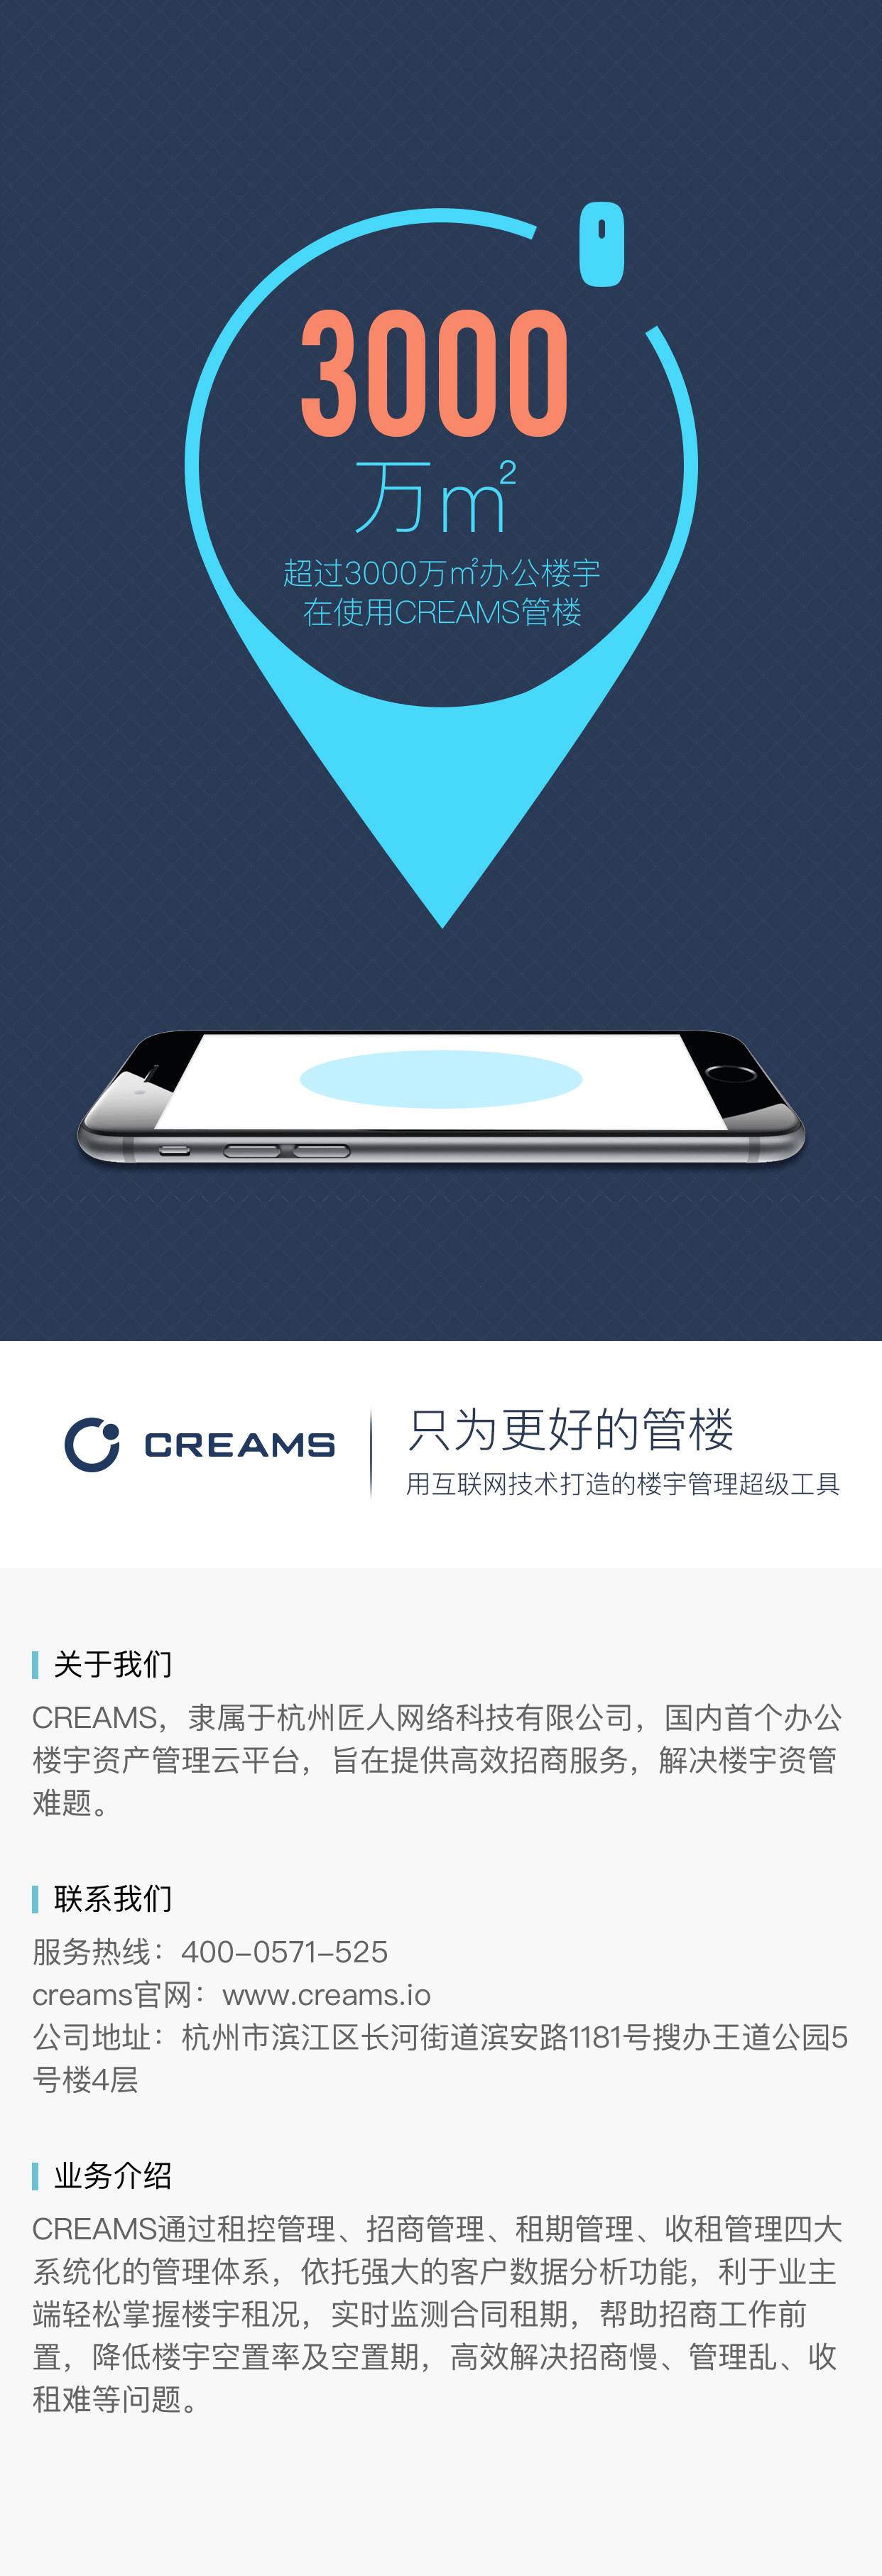 3000
万㎡
超过3000万㎡办公楼宇
在使用CREAMS管楼
CREAMS
只为更好的管楼
用互联网技术打造的楼宇管理超级工具
关于我们
CREAMS，隶属于杭州匠人网络科技有限公司，国内首个办公
楼宇资产管理云平台，旨在提供高效招商服务，解决楼宇资管
难题。
联系我们
服务热线：400-0571-525
creams官网：www.creams.io
公司地址：杭州市滨江区长河街道滨安路1181号搜办王道公园5
号楼4层
业务介绍
CREAMS通过租控管理、招商管理、租期管理、收租管理四大
系统化的管理体系，依托强大的客户数据分析功能，利于业主
端轻松掌握楼宇租况，实时监测合同租期，帮助招商工作前
置，降低楼宇空置率及空置期，高效解决招商慢、管理乱、收
租难等问题。